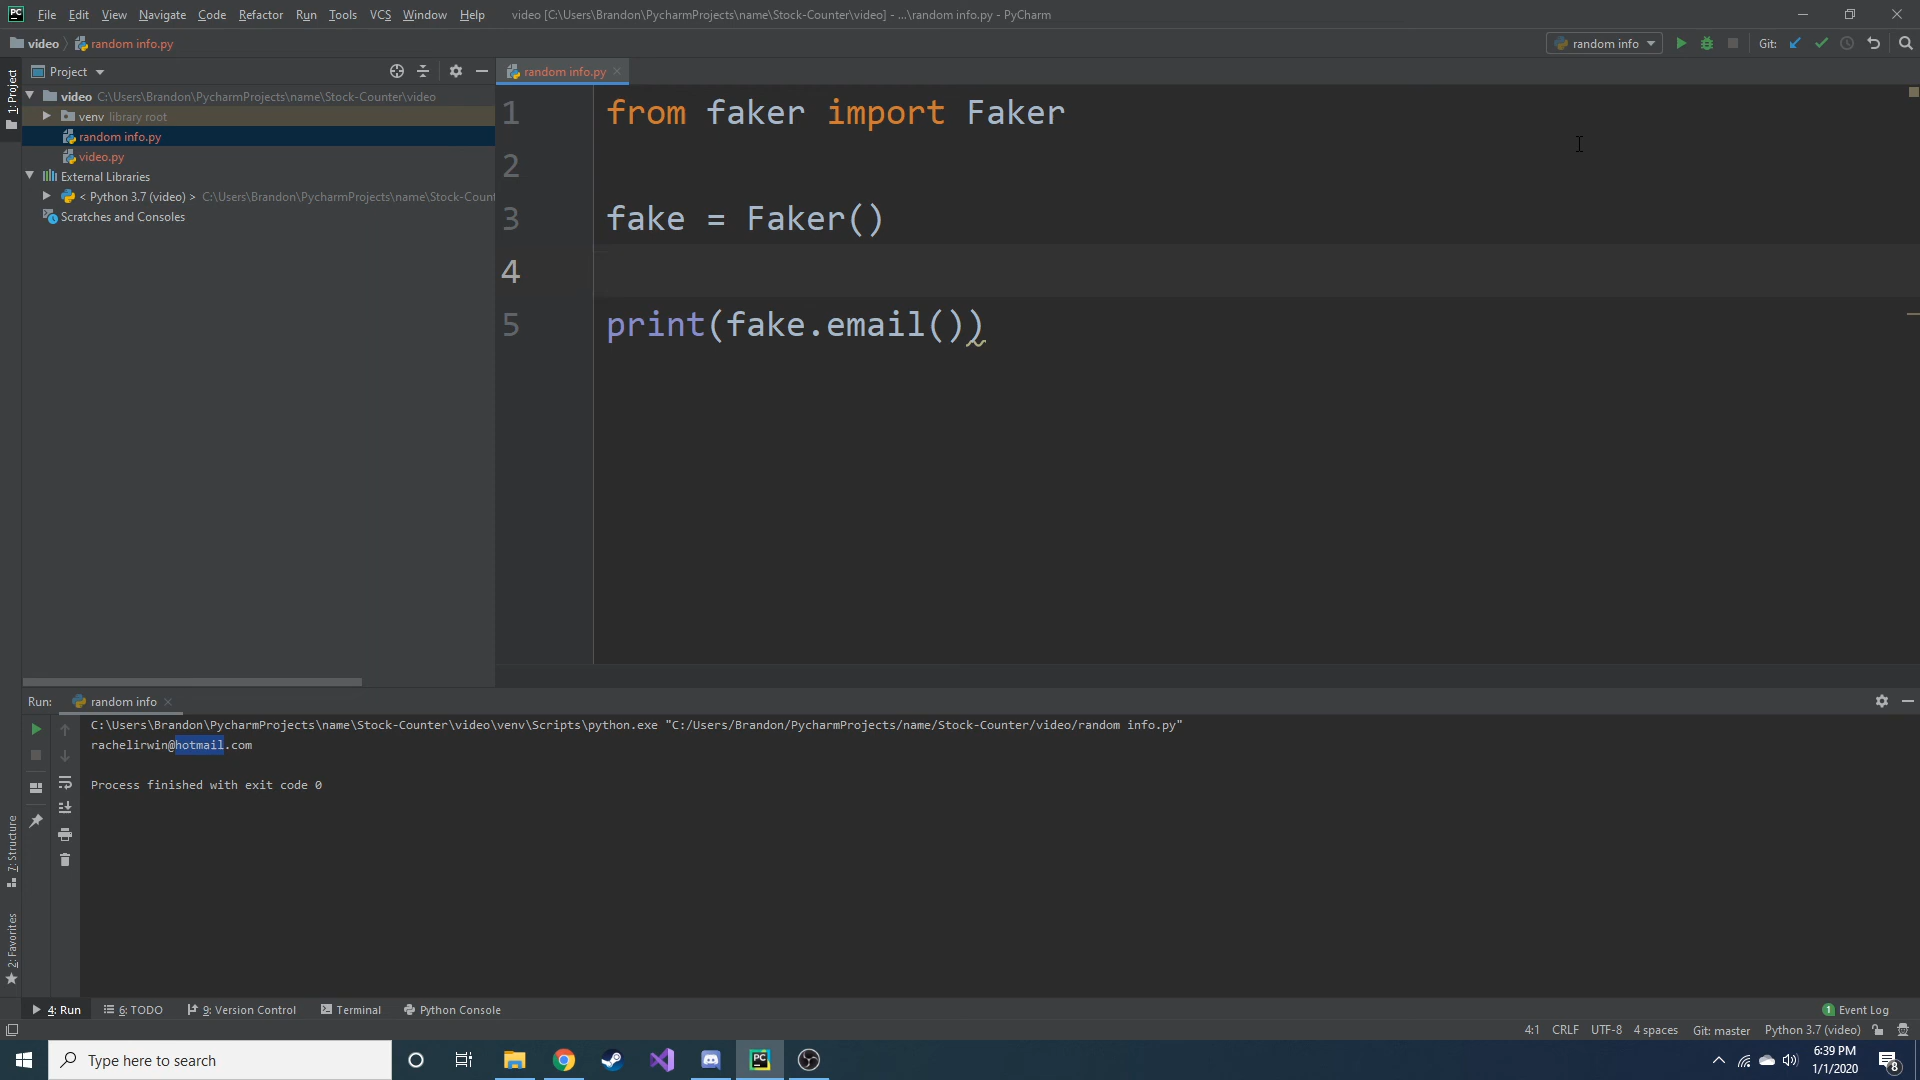 PC File Edit View Navigate Code Refactor Run Tools VCS Window Help video [C:\Users\Brandon\PycharmProjects\name\Stock-Counter\video] - ...\random info.py - PyCharm
video random info.py random info Git:
1: Project
Project
random info.py
video C:\Users\Brandon\PycharmProjects\name\Stock-Counter\video
venv library root
random info.py
video.py
External Libraries
< Python 3.7 (video) > C:\Users\Brandon\PycharmProjects\name\Stock-Count
Scratches and Consoles
1 from faker import Faker
2
3 fake = Faker()
4
5 print(fake.email())
Run: random info
C:\Users\Brandon\PycharmProjects\name\Stock-Counter\video\venv\Scripts\python.exe "C:/Users/Brandon/PycharmProjects/name/Stock-Counter/video/random info.py"
rachelirwin@hotmail.com
Process finished with exit code 0
7: Structure
2: Favorites
4: Run 6: TODO 9: Version Control Terminal Python Console 1 Event Log
4:1 CRLF UTF-8 4 spaces Git: master Python 3.7 (video)
Type here to search PC 6:39 PM
1/1/2020 8